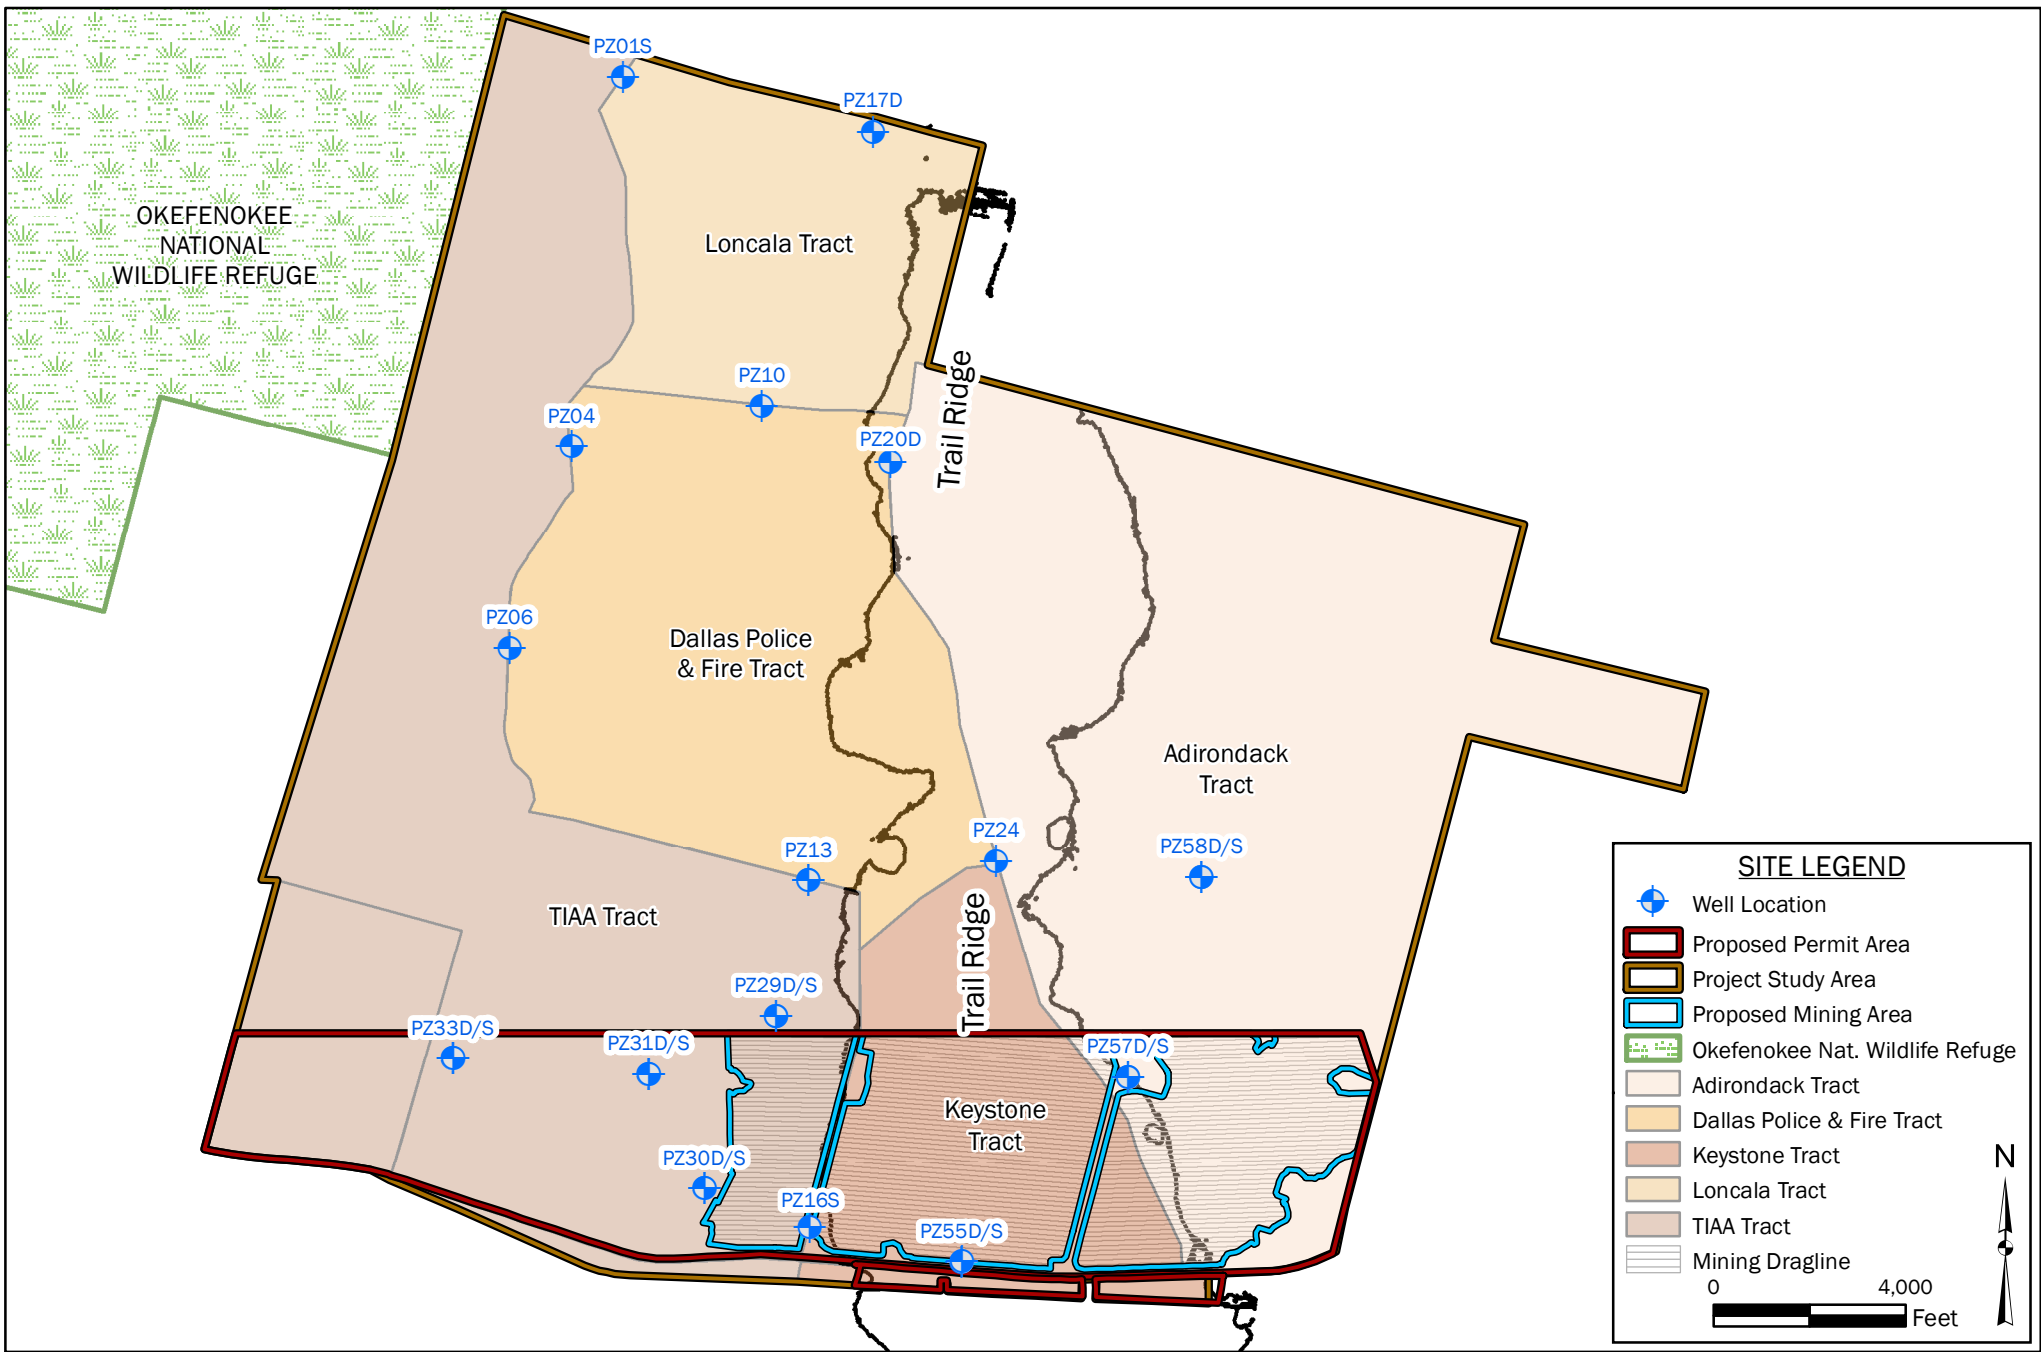 PZ01S
PZ17D
OKEFENOKEE
NATIONAL
WILDLIFE REFUGE
Loncala Tract
PZ10
PZ04
PZ20D
Trail Ridge
PZ06
Dallas Police
& Fire Tract
Adirondack
Tract
PZ24
PZ13
PZ58D/S
TIAA Tract
Trail Ridge
PZ29D/S
PZ33D/S
PZ31D/S
PZ57D/S
Keystone
Tract
PZ30D/S
PZ16S
PZ55D/S
SITE LEGEND
Well Location
Proposed Permit Area
Project Study Area
Proposed Mining Area
Okefenokee Nat. Wildlife Refuge
Adirondack Tract
Dallas Police & Fire Tract
Keystone Tract
Loncala Tract
TIAA Tract
Mining Dragline
N
0 4,000
Feet